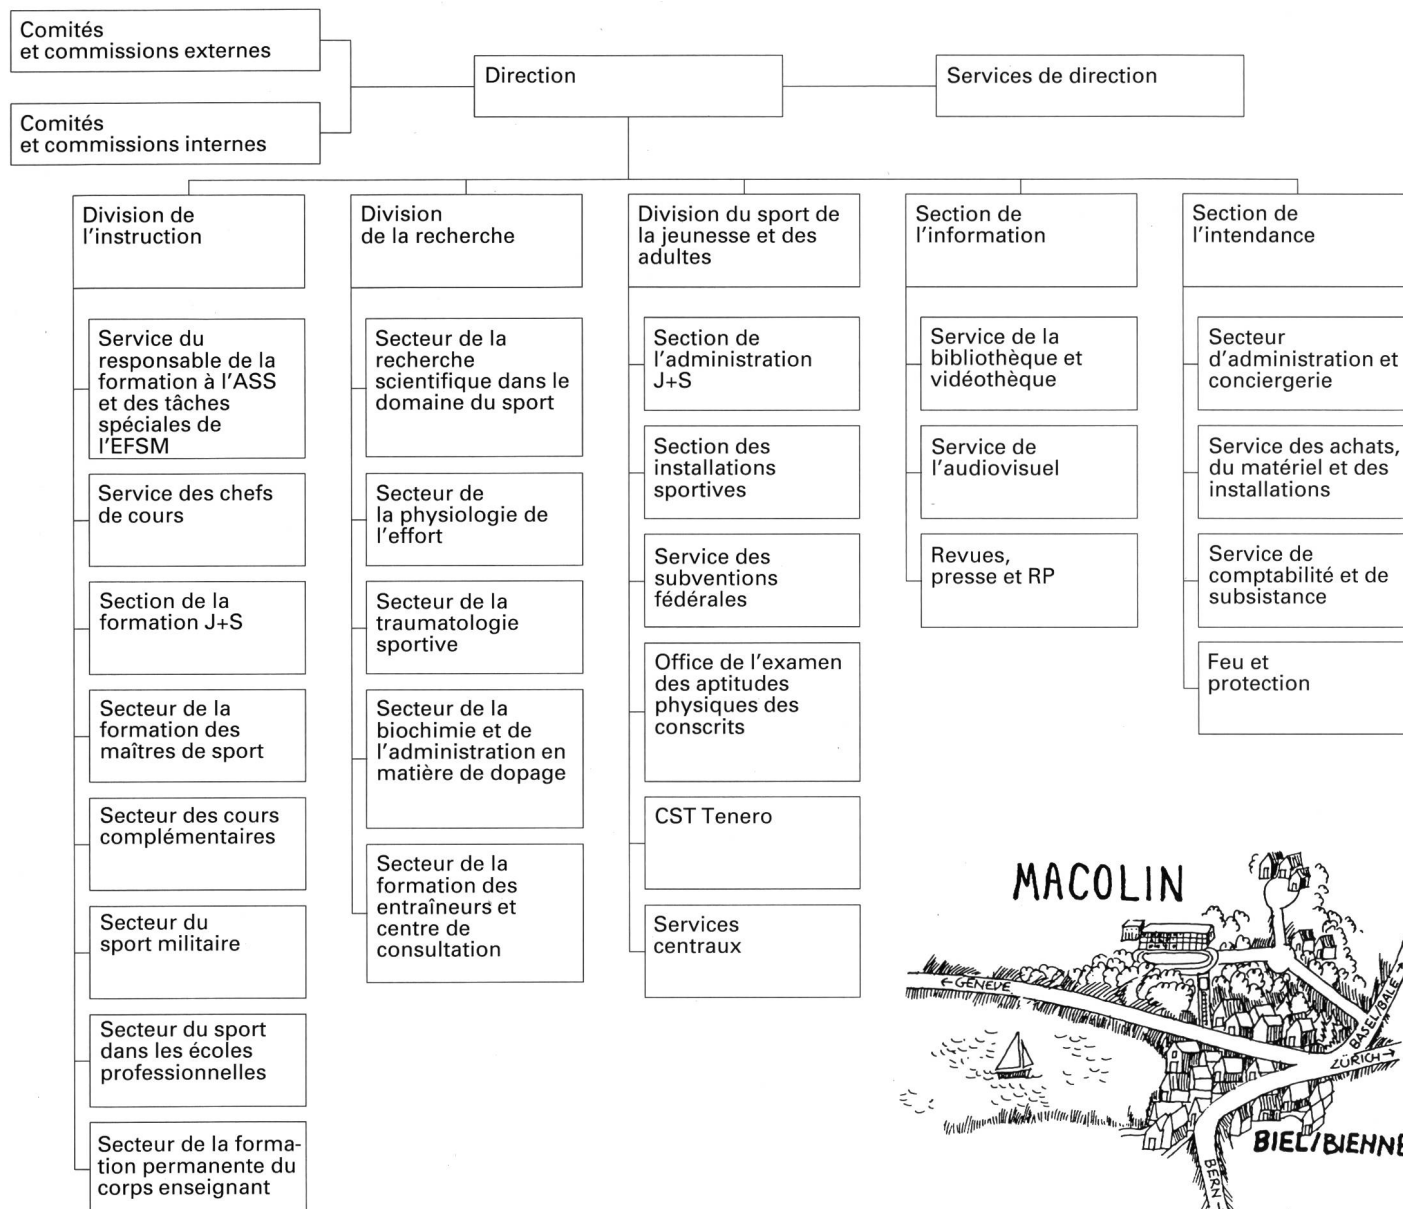 Comités
et commissions externes
Direction
Services de direction
Comités
et commissions internes
Division de
l'instruction
Division
de la recherche
Division du sport de
la jeunesse et des
adultes
Section de
l'information
Section de
l'intendance
Service du
responsable de la
formation à l'ASS
et des tâches
spéciales de
l'EFSM
Service des chefs
de cours
Section de la
formation J+S
Secteur de la
formation des
maîtres de sport
Secteur des cours
complémentaires
Secteur du
sport militaire
Secteur du sport
dans les écoles
professionnelles
Secteur de la forma-
tion permanente du
corps enseignant
Secteur de la
recherche
scientifique dans le
domaine du sport
Secteur de
la physiologie de
l'effort
Secteur de la
traumatologie
sportive
Secteur de la
biochimie et de
l'administration en
matière de dopage
Secteur de la
formation des
entraîneurs et
centre de
consultation
Section de
l'administration
J+S
Section des
installations
sportives
Service des
subventions
fédérales
Office de l'examen
des aptitudes
physiques des
conscrits
CST Tenero
Services
centraux
Service de la
bibliothèque et
vidéothèque
Service de
l'audiovisuel
Revues,
presse et RP
Secteur
d'administration et
conciergerie
Service des achats,
du matériel et des
installations
Service de
comptabilité et de
subsistance
Feu et
protection
MACOLIN
← GENÈVE
BASEL/BALE →
ZÜRICH →
BIEL/BIENNE
BERN